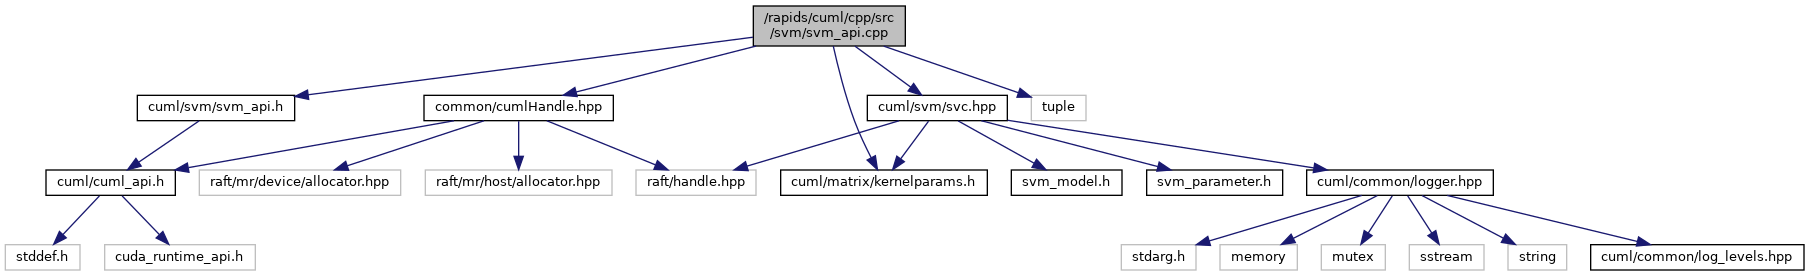 /rapids/cuml/cpp/src
/svm/svm_api.cpp
cuml/svm/svm_api.h
common/cumlHandle.hpp
cuml/svm/svc.hpp
tuple
cuml/cuml_api.h
raft/mr/device/allocator.hpp
raft/mr/host/allocator.hpp
raft/handle.hpp
cuml/matrix/kernelparams.h
svm_model.h
svm_parameter.h
cuml/common/logger.hpp
stddef.h
cuda_runtime_api.h
stdarg.h
memory
mutex
sstream
string
cuml/common/log_levels.hpp